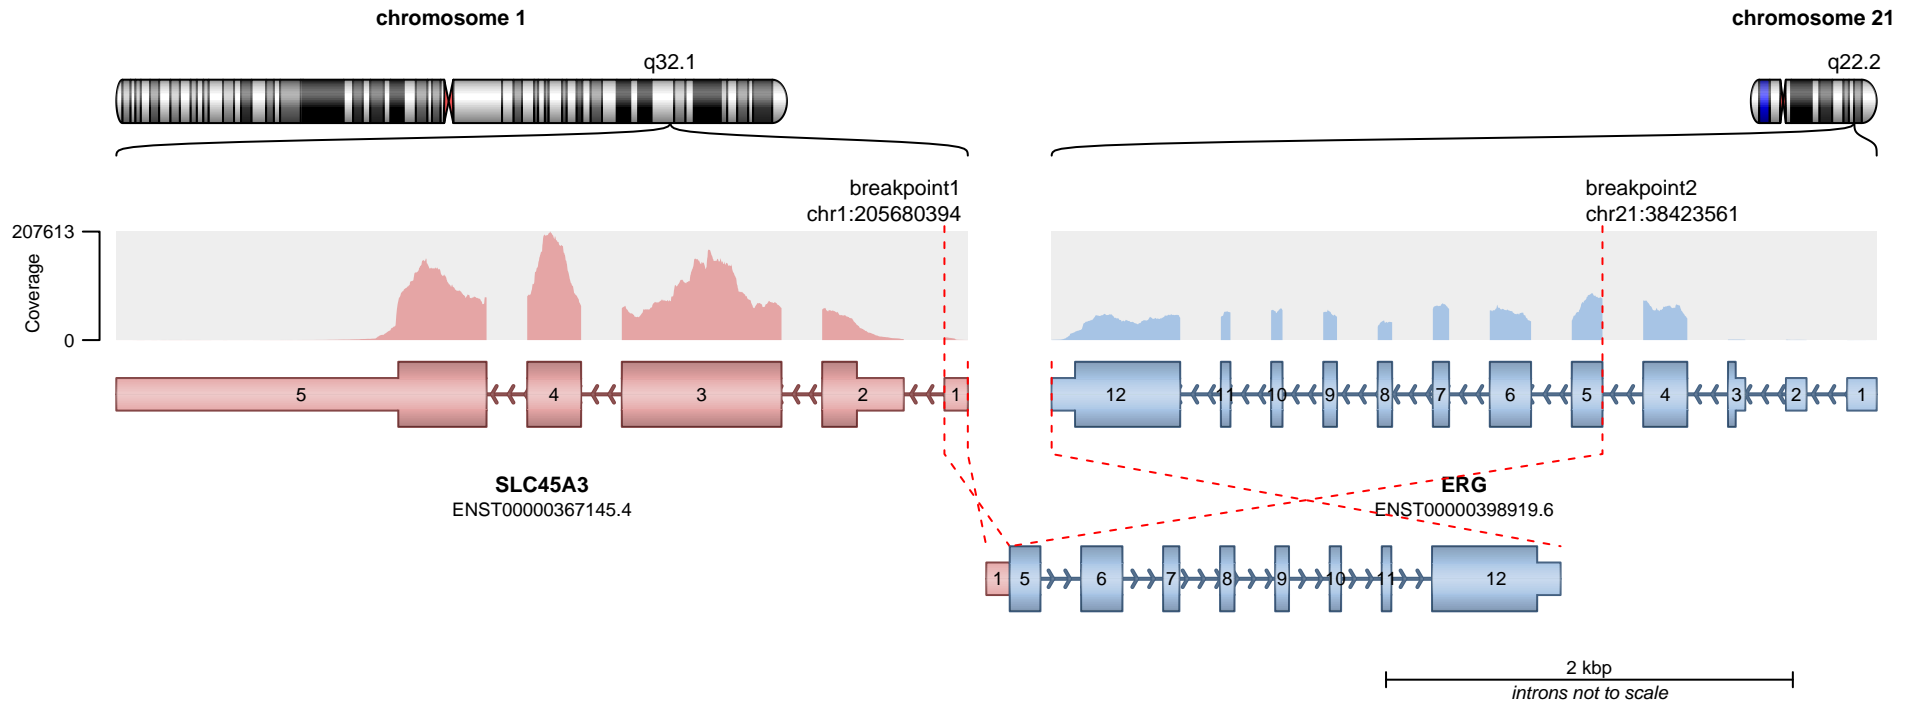 chromosome 1
chromosome 21
q32.1
q22.2
breakpoint1
chr1:205680394
breakpoint2
chr21:38423561
207613
Coverage
0
5 4 3 2 1
12 11 10 9 8 7 6 5 4 3 2 1
SLC45A3
ENST00000367145.4
ERG
ENST00000398919.6
1 5 6 7 8 9 10 11 12
2 kbp
introns not to scale